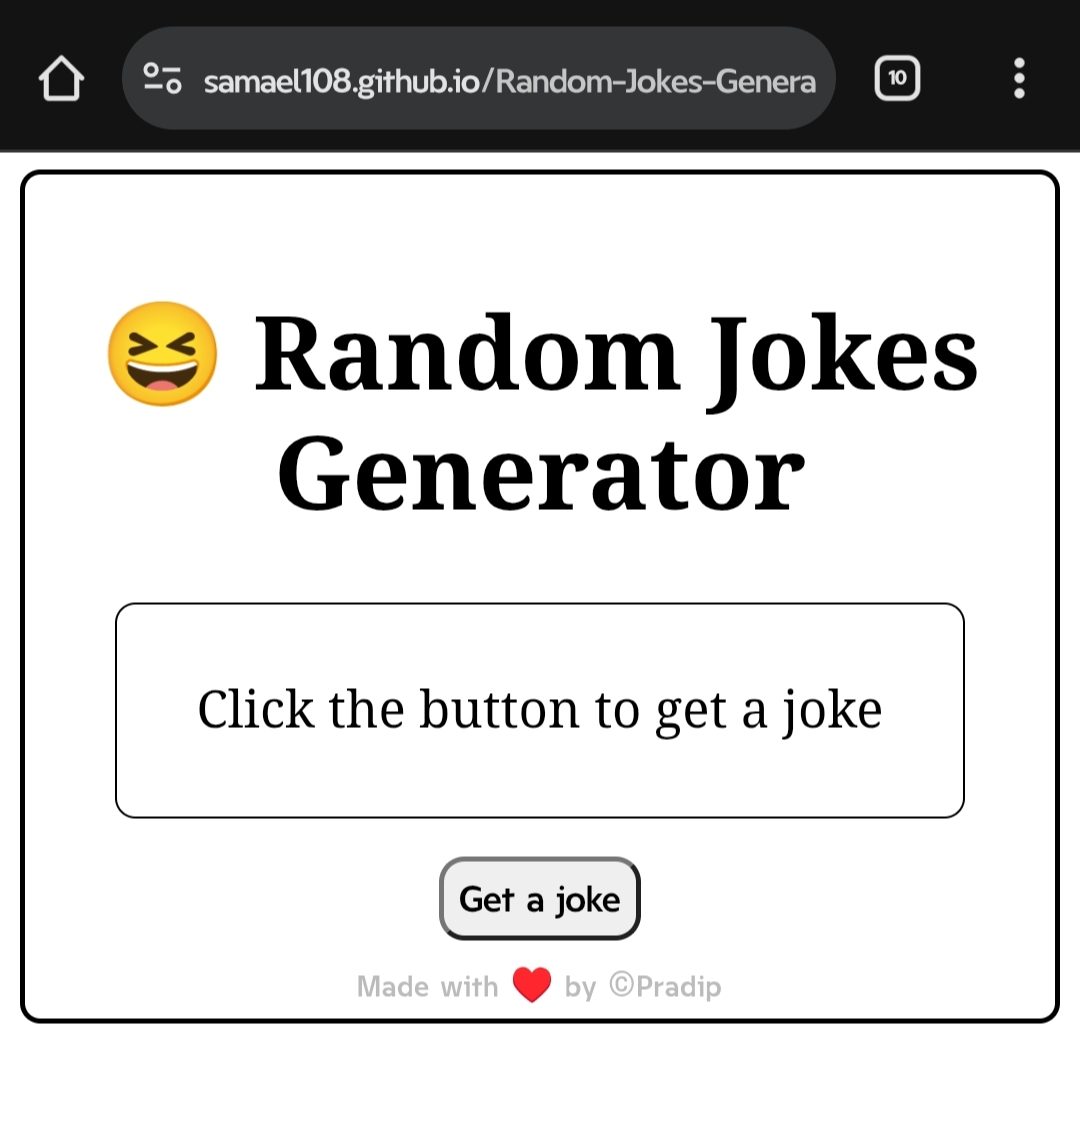 samael108.github.io/Random-Jokes-Genera
10
😆 Random Jokes
Generator
Click the button to get a joke
Get a joke
Made with ❤️ by ©Pradip